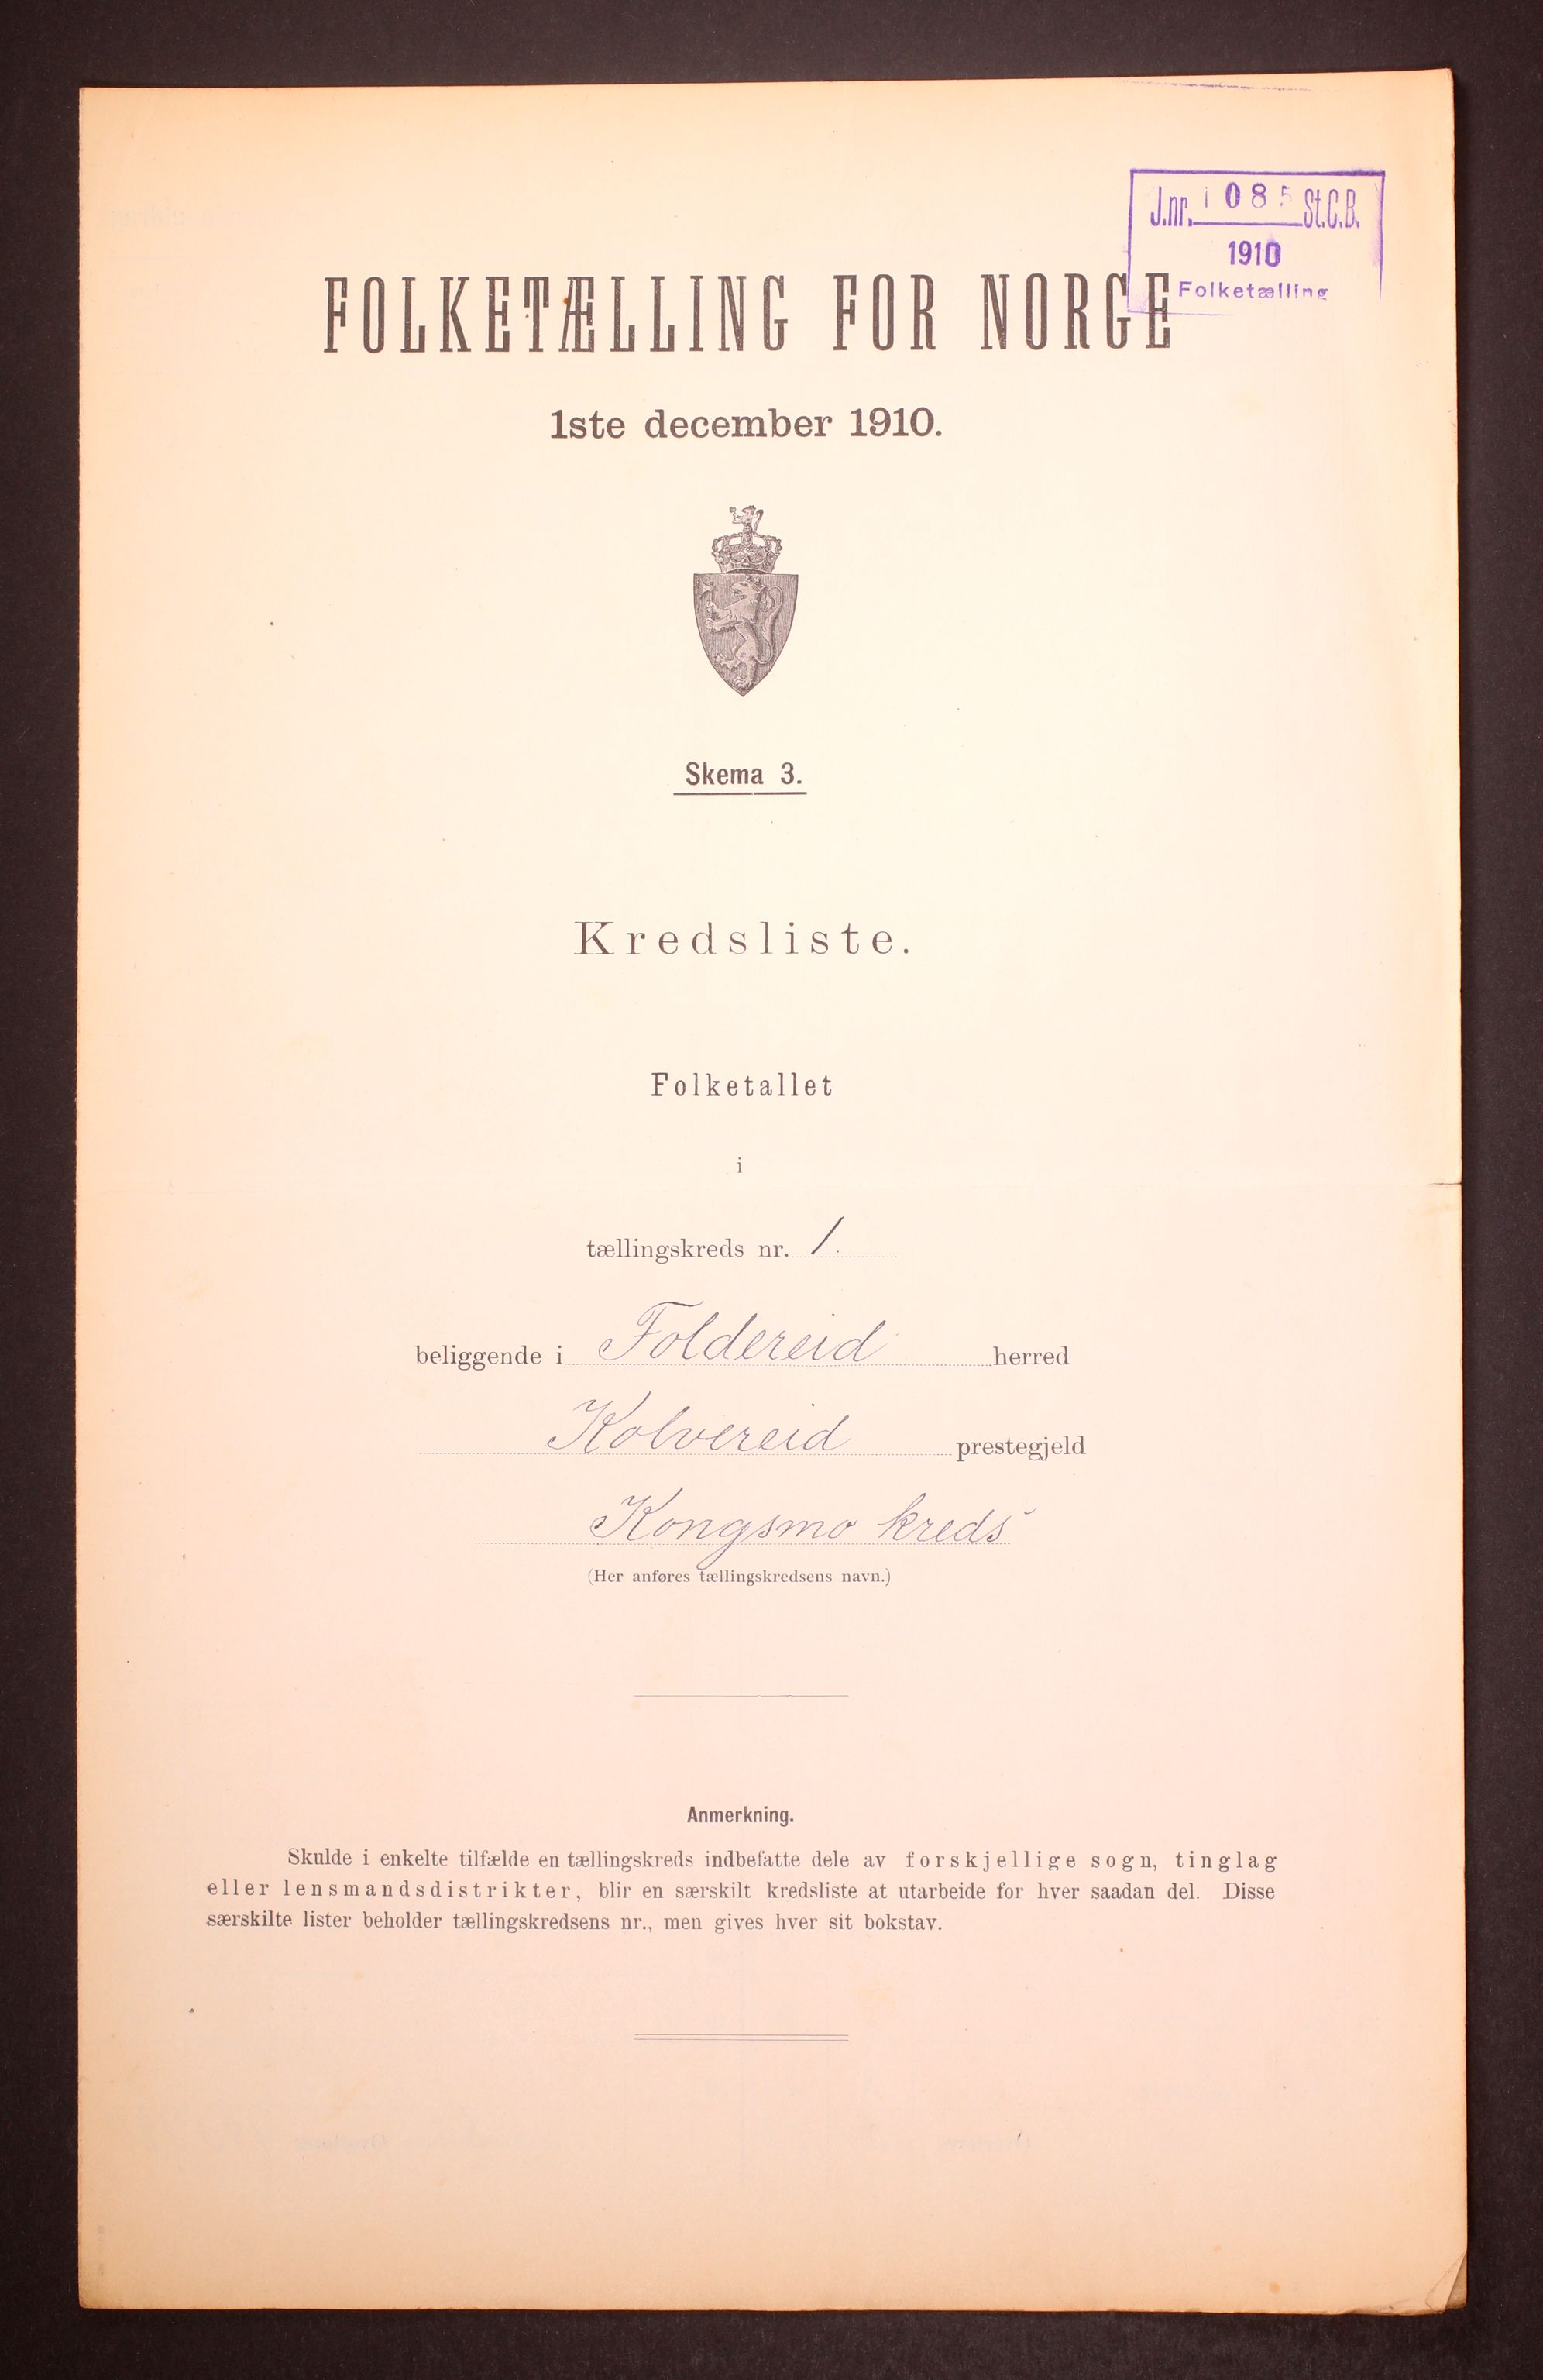 J.nr. 1085 St.C.B.
1910
Folketælling
FOLKETÆLLING FOR NORGE
1ste december 1910.
Skema 3.
Kredsliste.
Folketallet
i
tællingskreds nr. 1.
beliggende i Foldereid herred
Kolvereid prestegjeld
Kongsmo kreds
(Her anføres tællingskredsens navn.)
Anmerkning.
Skulde i enkelte tilfælde en tællingskreds indbefatte dele av forskjellige sogn, tinglag
eller lensmandsdistrikter, blir en særskilt kredsliste at utarbeide for hver saadan del. Disse
særskilte lister beholder tællingskredsens nr., men gives hver sit bokstav.